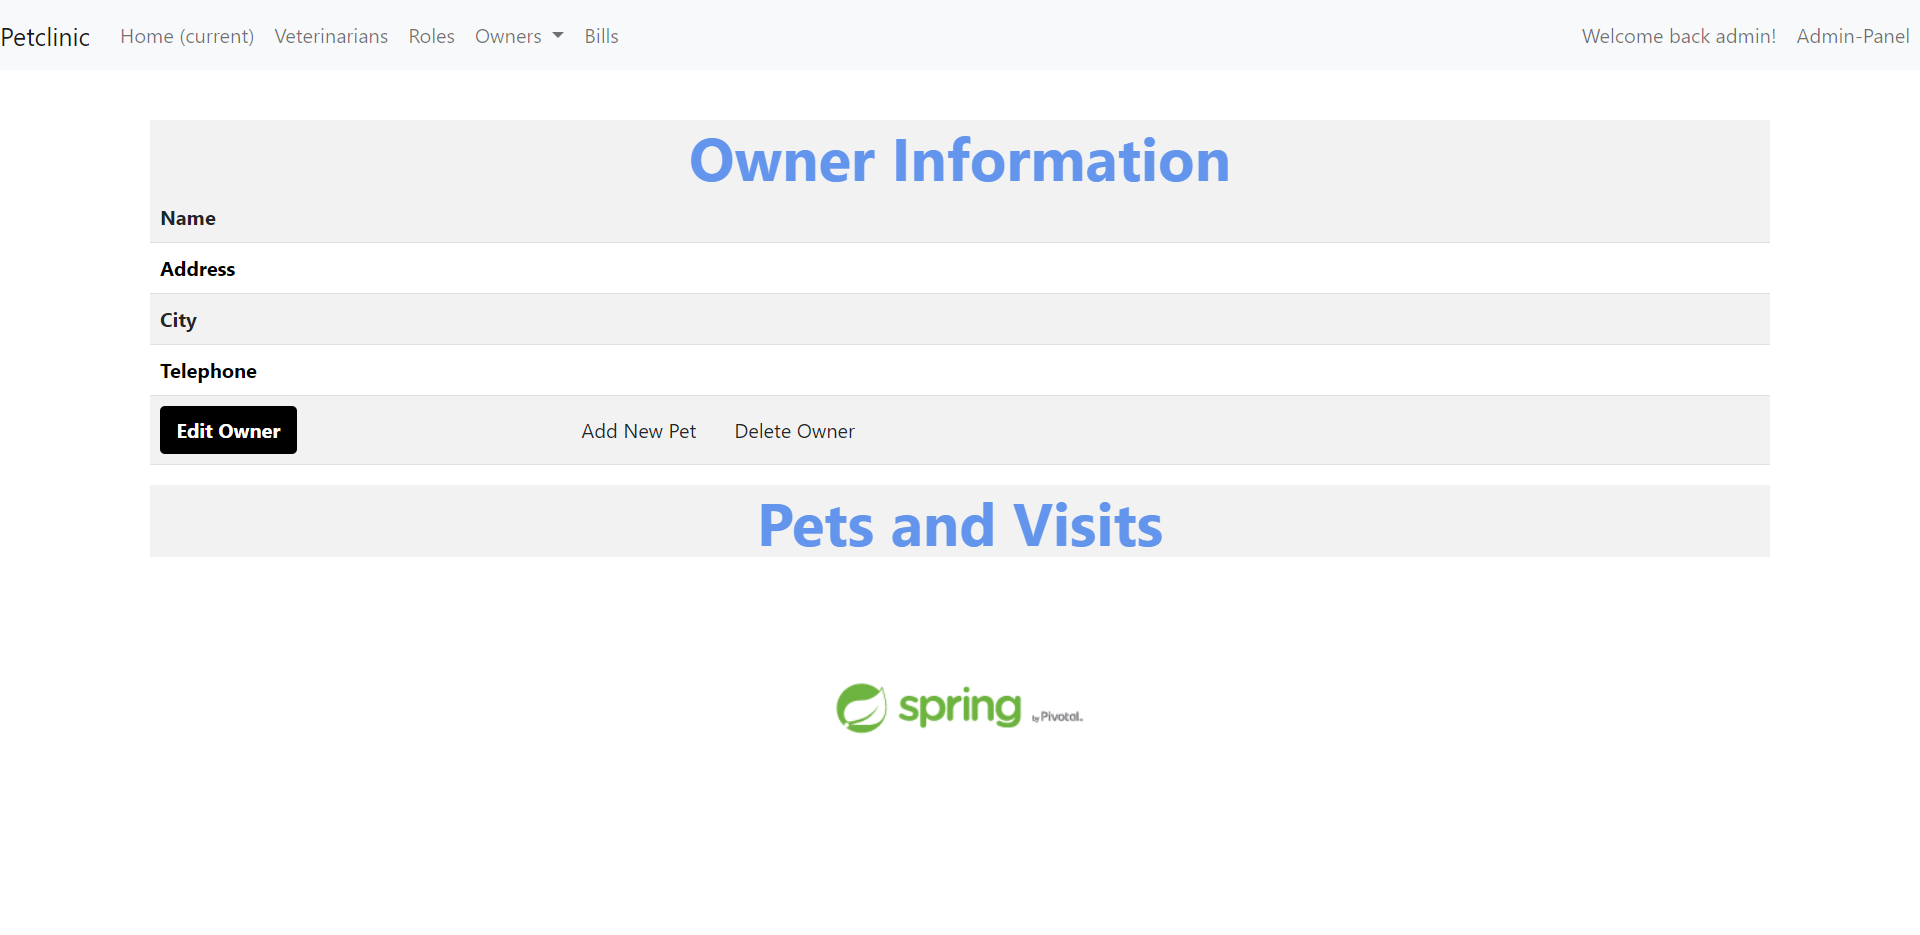 Petclinic Home (current) Veterinarians Roles Owners Bills Welcome back admin! Admin-Panel
Owner Information
Name
Address
City
Telephone
Edit Owner Add New Pet Delete Owner
Pets and Visits
spring by Pivotal.